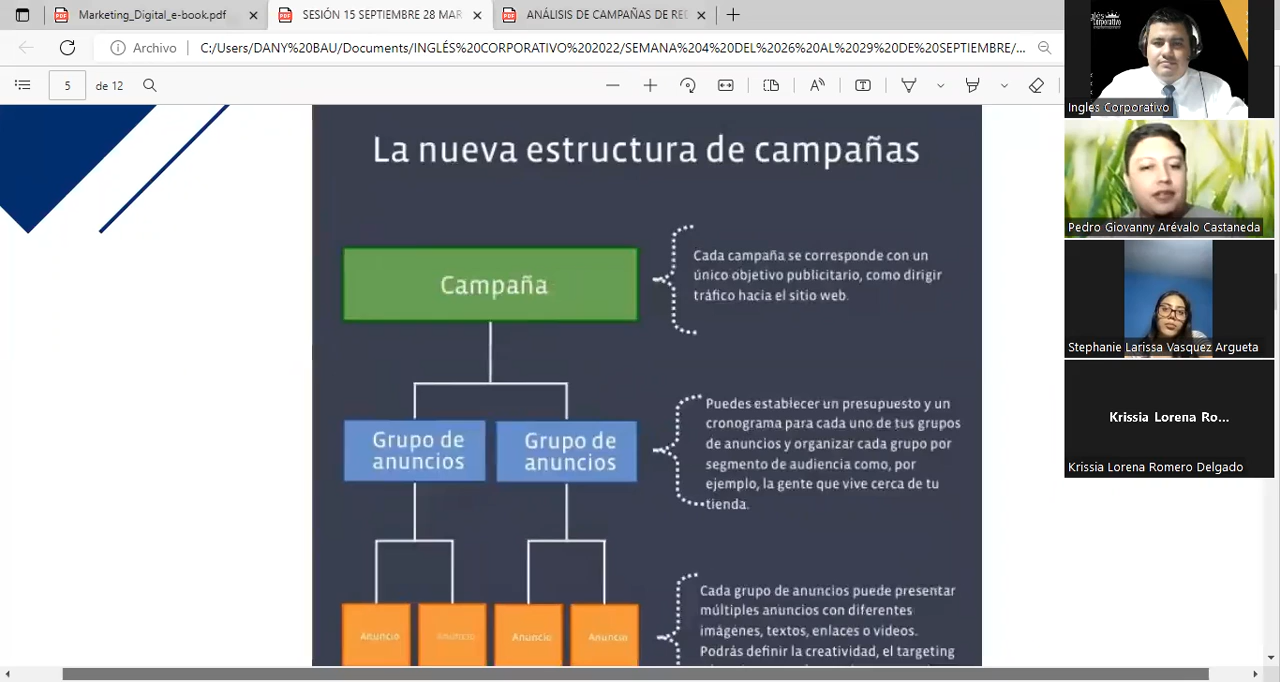 Marketing_Digital_e-book.pdf
SESIÓN 15 SEPTIEMBRE 28 MAR
ANÁLISIS DE CAMPAÑAS DE RE
Archivo
C:/Users/DANY%20BAU/Documents/INGLÉS%20CORPORATIVO%202022/SEMANA%204%20DEL%2026%20AL%2029%20DE%20SEPTIEMBRE/...
5
de 12
La nueva estructura de campañas
Campaña
Cada campaña se corresponde con un
único objetivo publicitario, como dirigir
tráfico hacia el sitio web.
Grupo de
anuncios
Grupo de
anuncios
Puedes establecer un presupuesto y un
cronograma para cada uno de tus grupos
de anuncios y organizar cada grupo por
segmento de audiencia como, por
ejemplo, la gente que vive cerca de tu
tienda.
Anuncio
Anuncio
Anuncio
Anuncio
Cada grupo de anuncios puede presentar
múltiples anuncios con diferentes
imágenes, textos, enlaces o videos.
Podrás definir la creatividad, el targeting
Ingles Corporativo
Pedro Giovanny Arévalo Castaneda
Stephanie Larissa Vasquez Argueta
Krissia Lorena Ro...
Krissia Lorena Romero Delgado